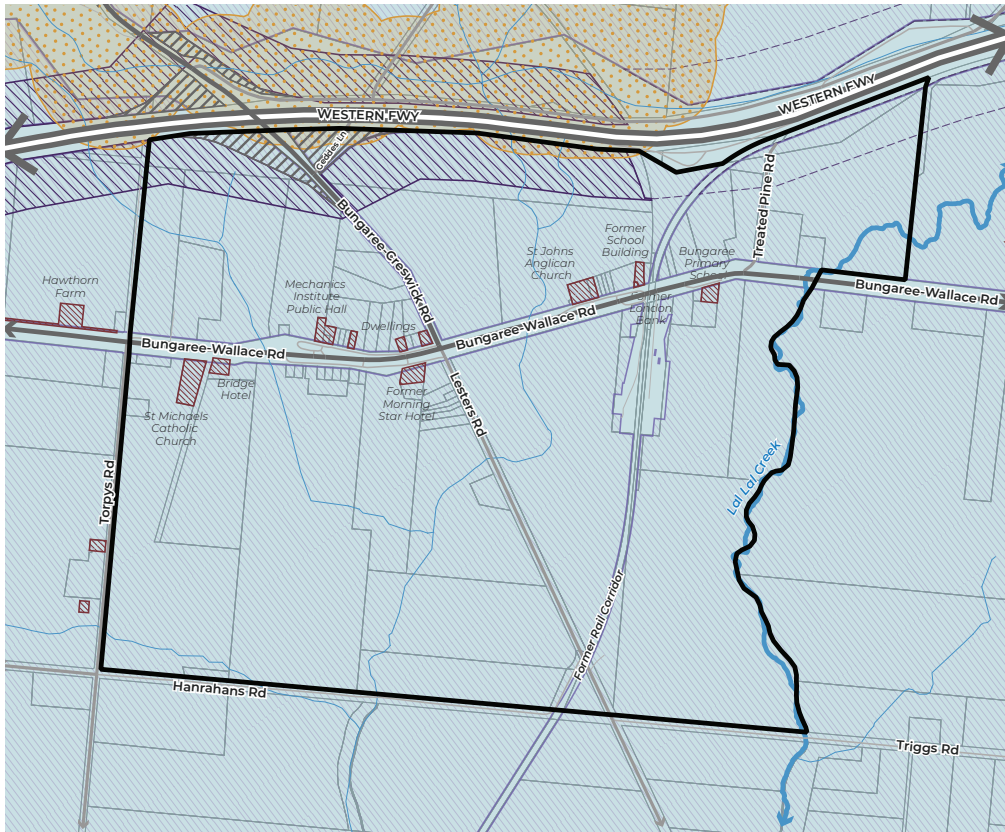 WESTERN FWY
WESTERN FWY
Geddes Ln
Treated Pine Rd
Bungaree-Creswick Rd
Former
School
Building
St Johns
Anglican
Church
Bungaree
Primary
School
Hawthorn
Farm
Mechanics
Institute
Public Hall
Former
London
Bank
Bungaree-Wallace Rd
Dwellings
Bungaree-Wallace Rd
Bungaree-Wallace Rd
Bridge
Hotel
Former
Morning
Star Hotel
Lesters Rd
St Michaels
Catholic
Church
Torpys Rd
Lal Lal Creek
Former Rail Corridor
Hanrahans Rd
Triggs Rd